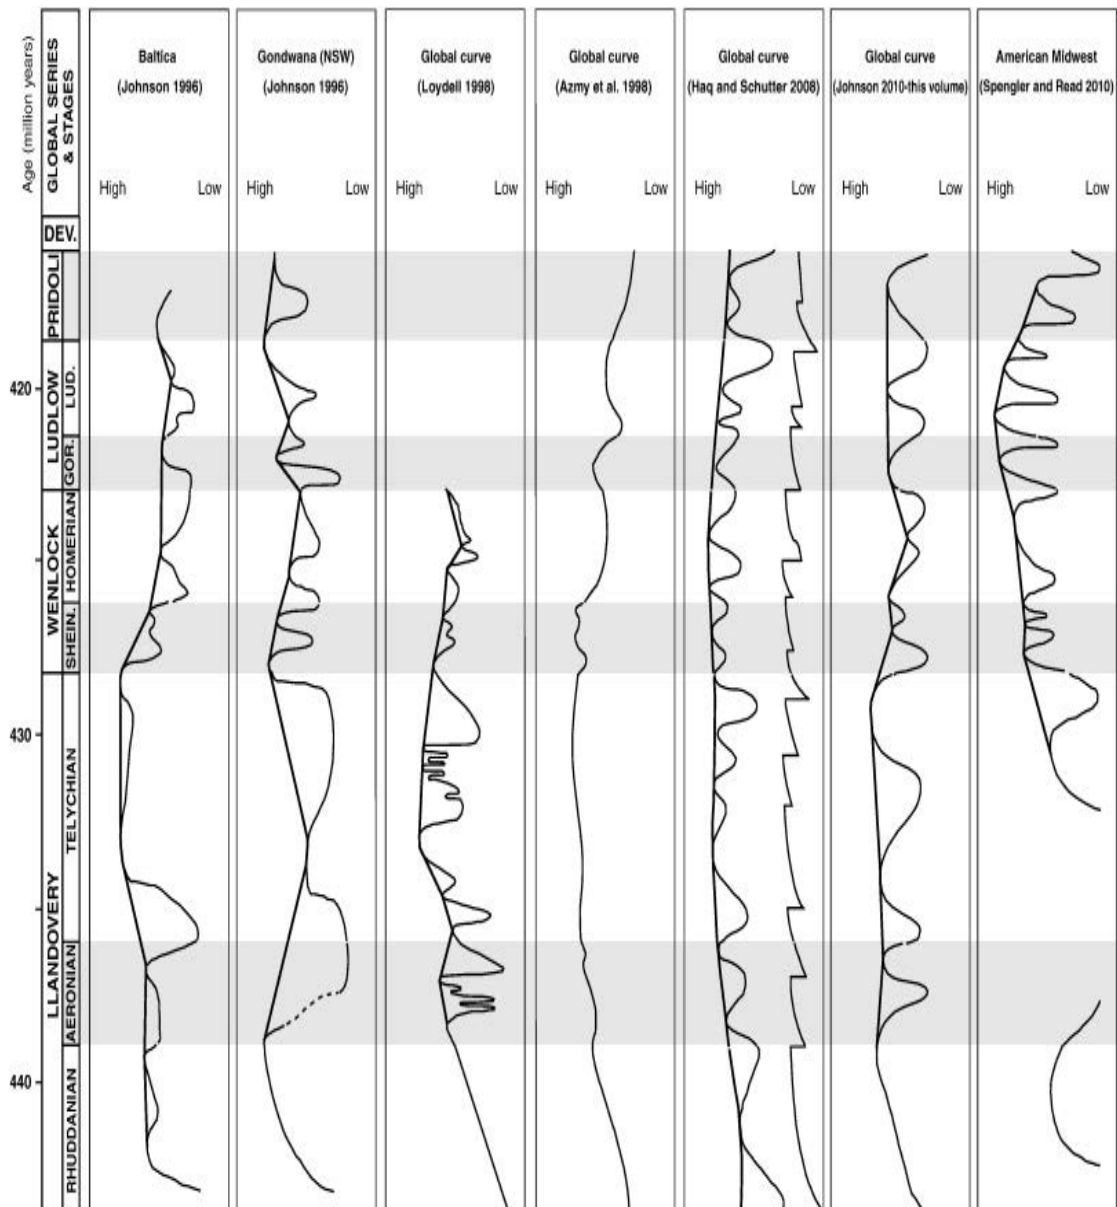 Age (million years)
GLOBAL SERIES
& STAGES
Baltica
(Johnson 1996)
High Low
Gondwana (NSW)
(Johnson 1996)
High Low
Global curve
(Loydell 1998)
High Low
Global curve
(Azmy et al. 1998)
High Low
Global curve
(Haq and Schutter 2008)
High Low
Global curve
(Johnson 2010-this volume)
High Low
American Midwest
(Spengler and Read 2010)
High Low
DEV.
PRIDOLI
LUDLOW
LUD.
GOR.
WENLOCK
HOMERIAN
SHEIN.
LLANDOVERY
TELYCHIAN
AERONIAN
RHUDDANIAN
420
430
440